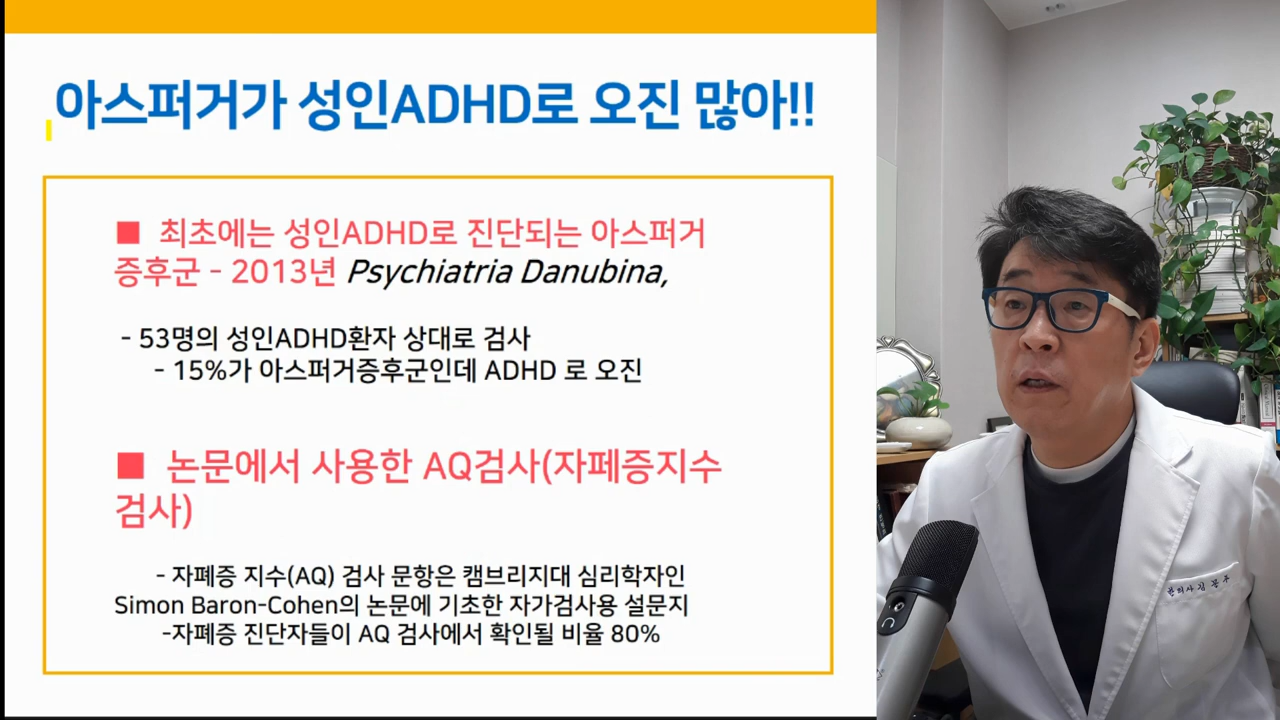 아스퍼거가 성인ADHD로 오진 많아!!
■ 최초에는 성인ADHD로 진단되는 아스퍼거
증후군 - 2013년 Psychiatria Danubina,
- 53명의 성인ADHD환자 상대로 검사
- 15%가 아스퍼거증후군인데 ADHD 로 오진
■ 논문에서 사용한 AQ검사(자폐증지수
검사)
- 자폐증 지수(AQ) 검사 문항은 캠브리지대 심리학자인
Simon Baron-Cohen의 논문에 기초한 자가검사용 설문지
-자폐증 진단자들이 AQ 검사에서 확인될 비율 80%
한의사